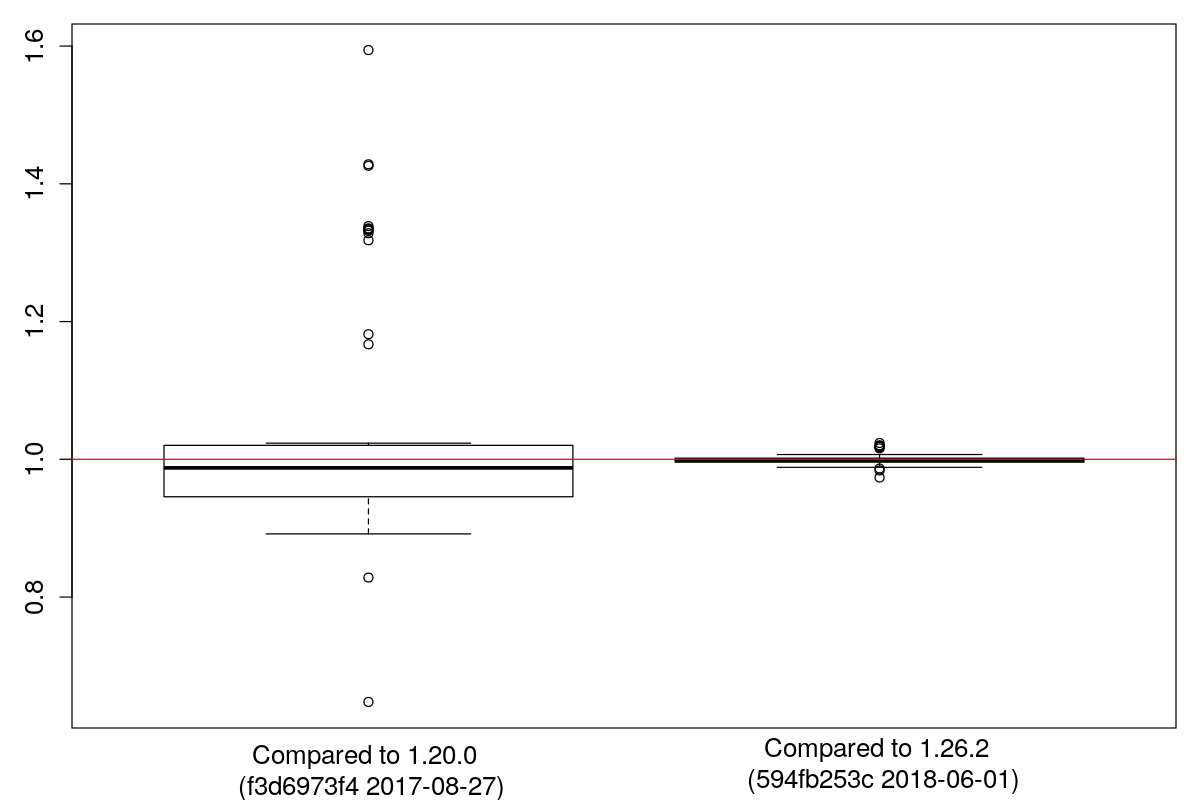 1.6
1.4
1.2
1.0
0.8
Compared to 1.20.0
(f3d6973f4 2017-08-27)
Compared to 1.26.2
(594fb253c 2018-06-01)